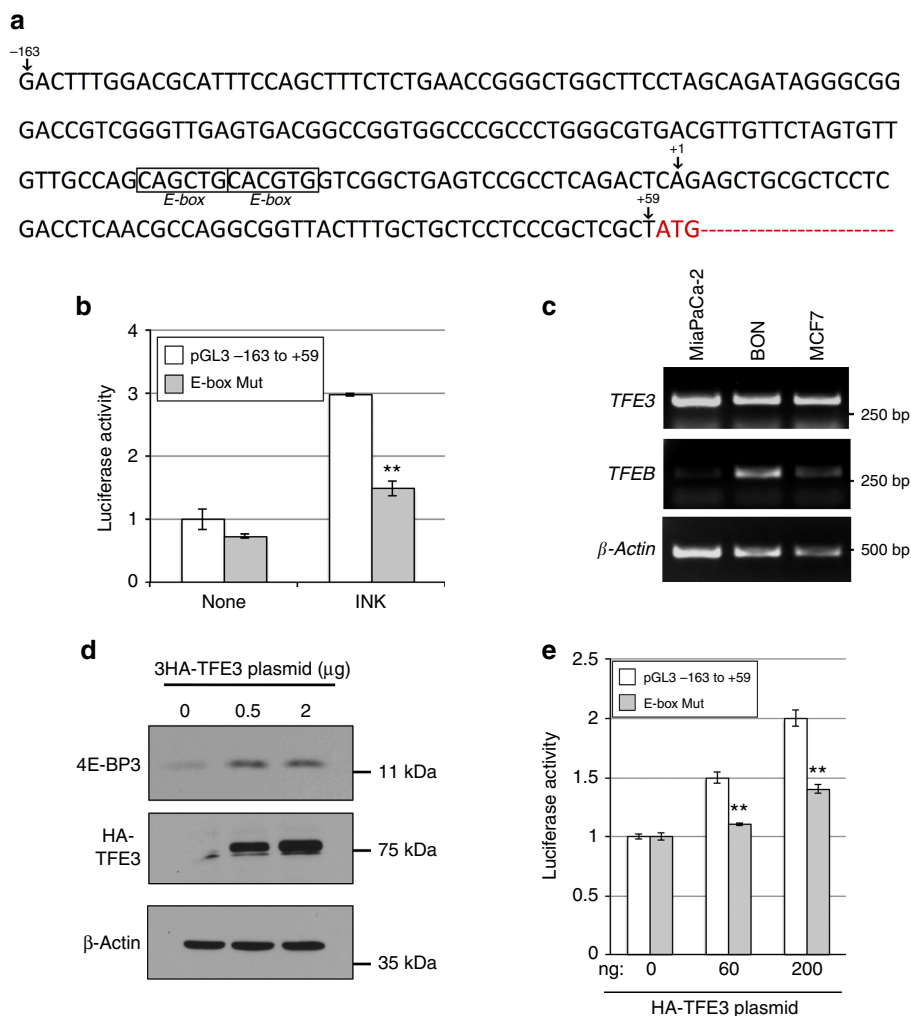 a
−163
GACTTTGGACGCATTTCCAGCTTTCTCTGAACCGGGCTGGCTTCCTAGCAGATAGGGCGG
GACCGTCGGGTTGAGTGACGGCCGGTGGCCCGCCCTGGGCGTGACGTTGTTCTAGTGTT
+1
GTTGCCAGCAGCTGCACGTGGTCGGCTGAGTCCGCCTCAGACTCAGAGCTGCGCTCCTC
E-box E-box
+59
GACCTCAACGCCAGGCGGTTACTTTGCTGCTCCTCCCGCTCGCTATG------------------------
b
Luciferase activity
4
3
2
1
0
pGL3 −163 to +59
E-box Mut
**
None INK
c
MiaPaCa-2 BON MCF7
TFE3
250 bp
TFEB
250 bp
β-Actin
500 bp
d
3HA-TFE3 plasmid (μg)
0 0.5 2
4E-BP3
11 kDa
HA-
TFE3
75 kDa
β-Actin
35 kDa
e
Luciferase activity
2.5
2
1.5
1
0.5
0
pGL3 −163 to +59
E-box Mut
**
**
ng: 0 60 200
HA-TFE3 plasmid